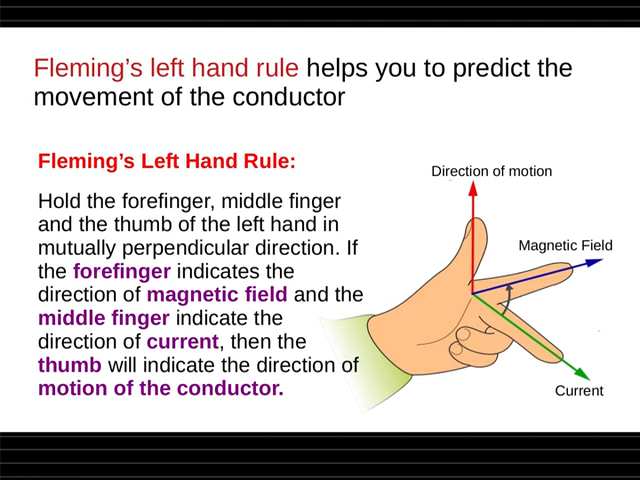 Fleming’s left hand rule helps you to predict the
movement of the conductor
Fleming’s Left Hand Rule:
Hold the forefinger, middle finger
and the thumb of the left hand in
mutually perpendicular direction. If
the forefinger indicates the
direction of magnetic field and the
middle finger indicate the
direction of current, then the
thumb will indicate the direction of
motion of the conductor.
Direction of motion
Magnetic Field
Current